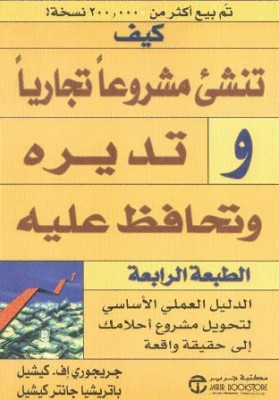 تم بيع أكثر من ٢٠٠,٠٠٠ نسخة!
كيف
تنشئ مشروعاً تجارياً
و تديره
وتحافظ عليه
الطبعة الرابعة
الدليل العملي الأساسي
لتحويل مشروع أحلامك
إلى حقيقة واقعة
جريجوري إف. كيشيل
باتريشيا جانتر كيشيل
مكتبة جرير
JARIR BOOKSTORE